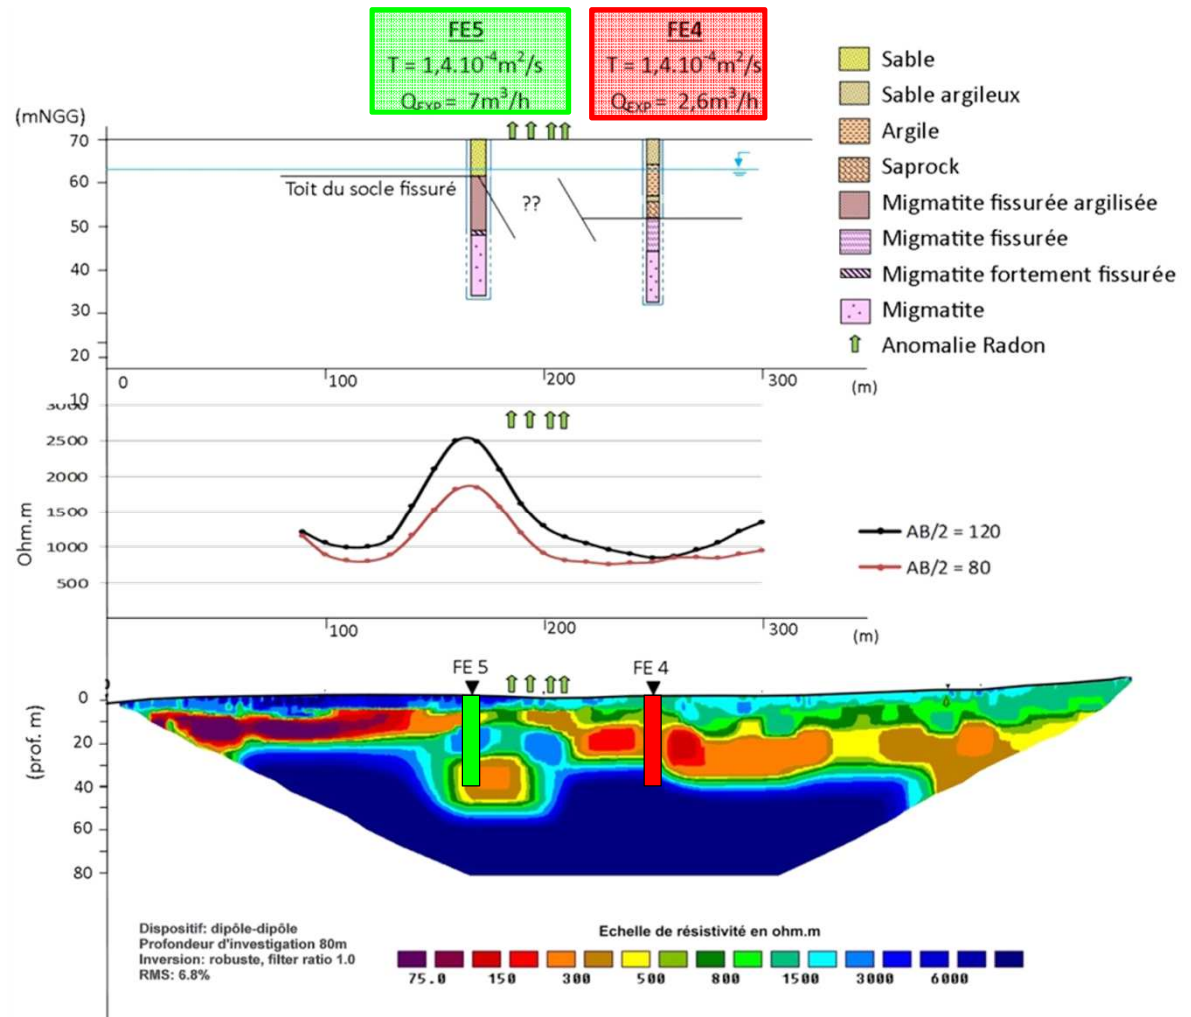 FE5
T = 1,4.10⁻⁴m²/s
Q_EXP = 7m³/h
FE4
T = 1,4.10⁻⁴m²/s
Q_EXP = 2,6m³/h
(mNGG)
70
60
50
40
30
20
10
Toit du socle fissuré
??
0
100
200
300
(m)
Sable
Sable argileux
Argile
Saprock
Migmatite fissurée argilisée
Migmatite fissurée
Migmatite fortement fissurée
Migmatite
Anomalie Radon
3000
2500
2000
1500
1000
500
Ohm.m
AB/2 = 120
AB/2 = 80
100
200
300
(m)
FE 5
FE 4
0
20
40
60
80
(prof. m)
Dispositif: dipôle-dipôle
Profondeur d'investigation 80m
Inversion: robuste, filter ratio 1.0
RMS: 6.8%
Echelle de résistivité en ohm.m
75.0 150 300 500 800 1500 3000 6000